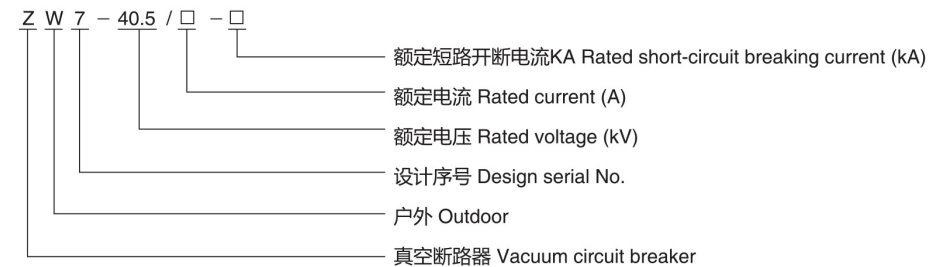 Z W 7 - 40.5 / □ - □
额定短路开断电流KA Rated short-circuit breaking current (kA)
额定电流 Rated current (A)
额定电压 Rated voltage (kV)
设计序号 Design serial No.
户外 Outdoor
真空断路器 Vacuum circuit breaker